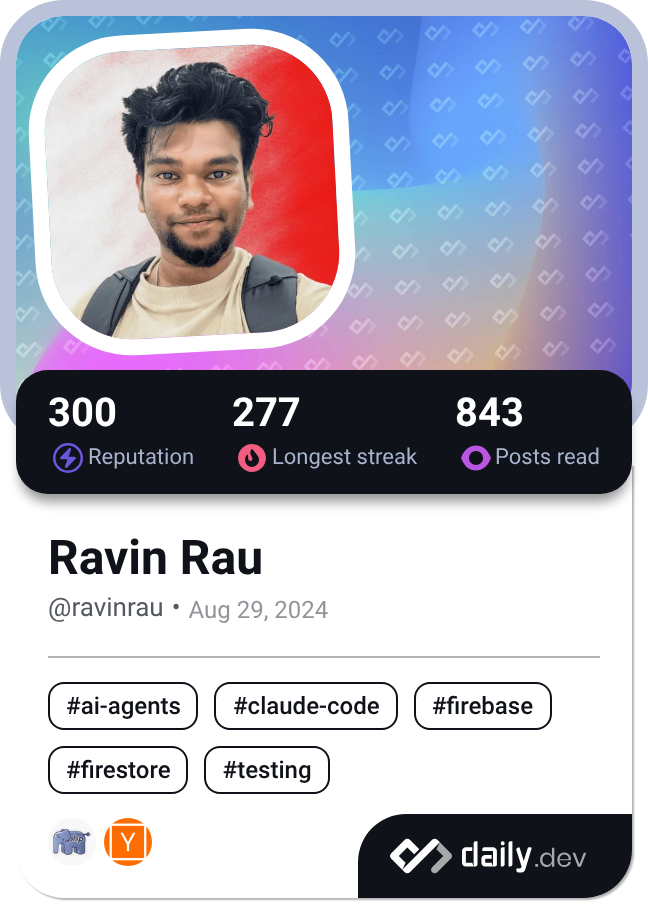 300 277 843
Reputation Longest streak Posts read
Ravin Rau
@ravinrau • Aug 29, 2024
#ai-agents #claude-code #firebase
#firestore #testing
php Y
daily.dev